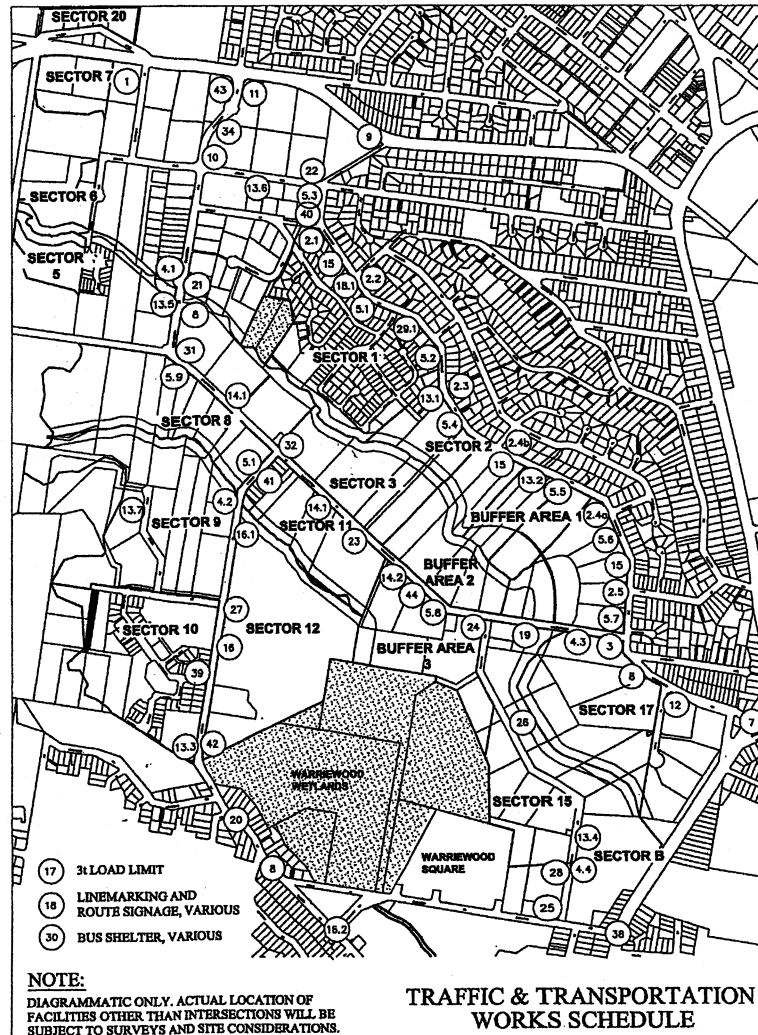 SECTOR 20
SECTOR 7
1
43
11
34
9
10
22
13.6
5.3
SECTOR 6
40
2.1
SECTOR
5
4.1
15
2.2
21
18.1
13.5
5.1
29.1
31
SECTOR 1
5.2
5.9
2.3
14.1
13.1
5.4
SECTOR 8
SECTOR 2
2.4b
32
15
5.1
41
SECTOR 3
13.2
5.5
4.2
13.7
14.1
SECTOR 9
SECTOR 11
BUFFER AREA 1
16.1
23
5.6
BUFFER
AREA 2
15
14.2
2.5
44
27
5.8
5.7
SECTOR 10
SECTOR 12
24
19
4.3
3
16
BUFFER AREA
3
39
SECTOR 17
12
7
26
13.3
42
WARRIEWOOD
WETLANDS
SECTOR 15
20
13.4
WARRIEWOOD
SQUARE
SECTOR B
8
28
4.4
25
16.2
38
17 3t LOAD LIMIT
18 LINEMARKING AND
ROUTE SIGNAGE, VARIOUS
30 BUS SHELTER, VARIOUS
NOTE:
DIAGRAMMATIC ONLY. ACTUAL LOCATION OF
FACILITIES OTHER THAN INTERSECTIONS WILL BE
SUBJECT TO SURVEYS AND SITE CONSIDERATIONS.
TRAFFIC & TRANSPORTATION
WORKS SCHEDULE